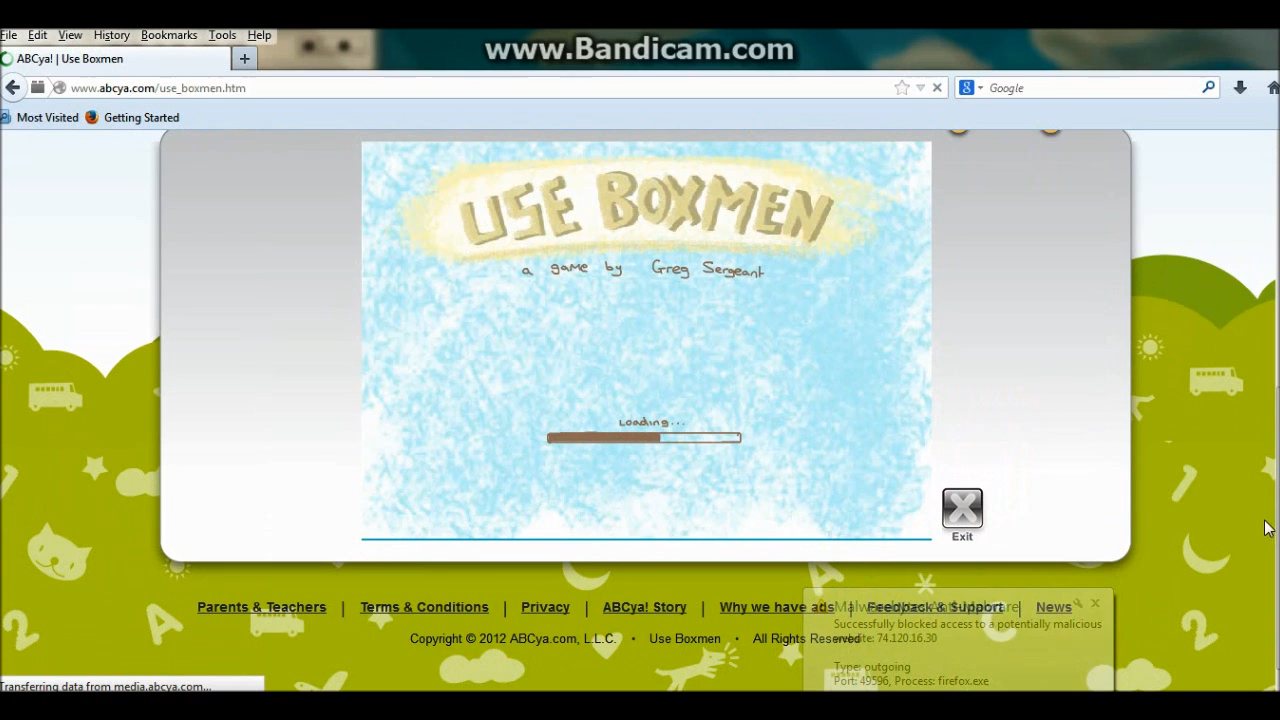 www.Bandicam.com
File Edit View History Bookmarks Tools Help
ABCya! | Use Boxmen
www.abcya.com/use_boxmen.htm
Google
Most Visited Getting Started
USE BOXMEN
a game by Greg Sergeant
Loading...
Exit
Parents & Teachers | Terms & Conditions | Privacy | ABCya! Story | Why we have ads | Feedback & Support | News
Copyright © 2012 ABCya.com, L.L.C. • Use Boxmen • All Rights Reserved
Malwarebytes Anti-Malware
Successfully blocked access to a potentially malicious
website: 74.120.16.30
Type: outgoing
Port: 49596, Process: firefox.exe
Transferring data from media.abcya.com...